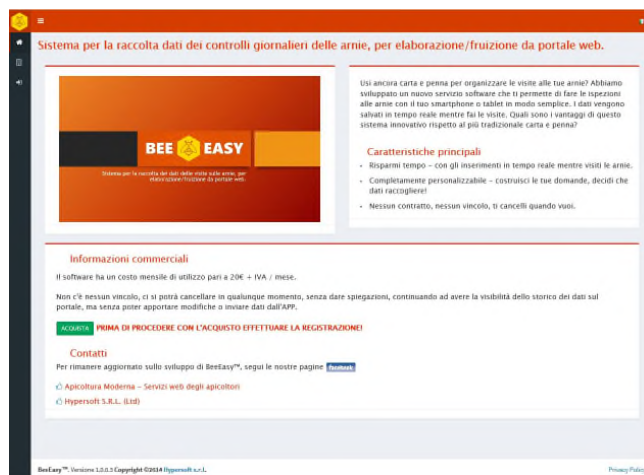 Sistema per la raccolta dati dei controlli giornalieri delle arnie, per elaborazione/fruizione da portale web.
BEE EASY
Sistema per la raccolta dei dati delle visite sulle arnie, per
elaborazione/fruizione da portale web.
Usi ancora carta e penna per organizzare le visite alle tue arnie? Abbiamo
sviluppato un nuovo servizio software che ti permette di fare le ispezioni
alle arnie con il tuo smartphone o tablet in modo semplice. I dati vengono
salvati in tempo reale mentre fai le visite. Quali sono i vantaggi di questo
sistema innovativo rispetto al più tradizionale carta e penna?
Caratteristiche principali
• Risparmi tempo – con gli inserimenti in tempo reale mentre visiti le arnie.
• Completamente personalizzabile – costruisci le tue domande, decidi che
dati raccogliere!
• Nessun contratto, nessun vincolo, ti cancelli quando vuoi.
Informazioni commerciali
Il software ha un costo mensile di utilizzo pari a 20€ + IVA / mese.
Non c'è nessun vincolo, ci si potrà cancellare in qualunque momento, senza dare spiegazioni, continuando ad avere la visibilità dello storico dei dati sul
portale, ma senza poter apportare modifiche o inviare dati dall'APP.
ACQUISTA PRIMA DI PROCEDERE CON L'ACQUISTO EFFETTUARE LA REGISTRAZIONE!
Contatti
Per rimanere aggiornato sullo sviluppo di BeeEasy™, segui le nostre pagine facebook
Apicoltura Moderna – Servizi web degli apicoltori
Hypersoft S.R.L. (Ltd)
BeeEasy™: Versione 1.0.0.3 Copyright ©2014 Hypersoft s.r.l.
Privacy Policy